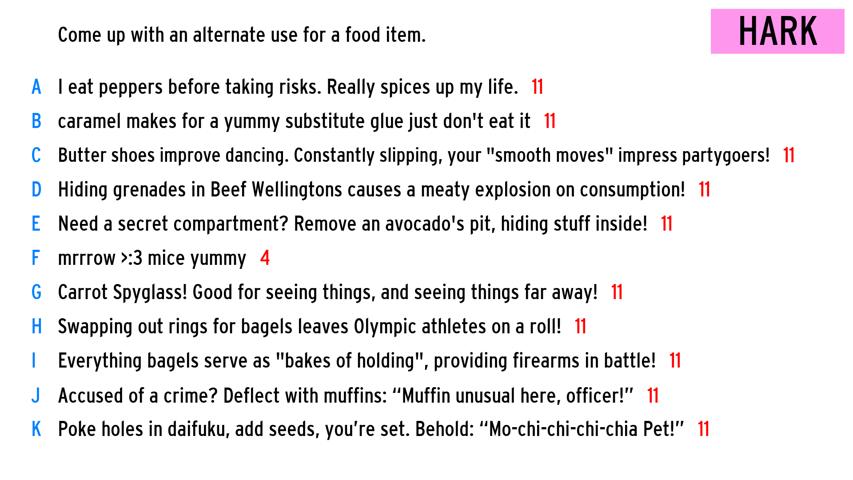 Come up with an alternate use for a food item.
HARK
A I eat peppers before taking risks. Really spices up my life. 11
B caramel makes for a yummy substitute glue just don't eat it 11
C Butter shoes improve dancing. Constantly slipping, your "smooth moves" impress partygoers! 11
D Hiding grenades in Beef Wellingtons causes a meaty explosion on consumption! 11
E Need a secret compartment? Remove an avocado's pit, hiding stuff inside! 11
F mrrrow >:3 mice yummy 4
G Carrot Spyglass! Good for seeing things, and seeing things far away! 11
H Swapping out rings for bagels leaves Olympic athletes on a roll! 11
I Everything bagels serve as "bakes of holding", providing firearms in battle! 11
J Accused of a crime? Deflect with muffins: “Muffin unusual here, officer!” 11
K Poke holes in daifuku, add seeds, you’re set. Behold: “Mo-chi-chi-chi-chia Pet!” 11